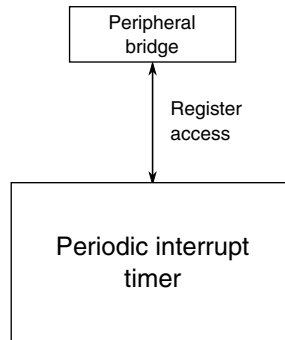 Peripheral
bridge
Register
access
Periodic interrupt
timer